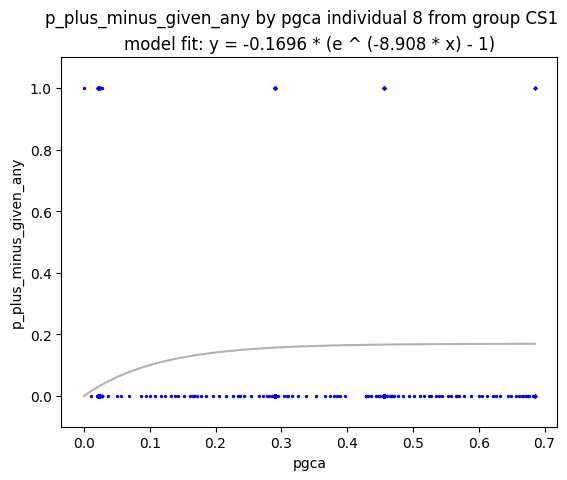 p_plus_minus_given_any by pgca individual 8 from group CS1
model fit: y = -0.1696 * (e ^ (-8.908 * x) - 1)
1.0
0.8
0.6
0.4
0.2
0.0
p_plus_minus_given_any
0.0 0.1 0.2 0.3 0.4 0.5 0.6 0.7
pgca